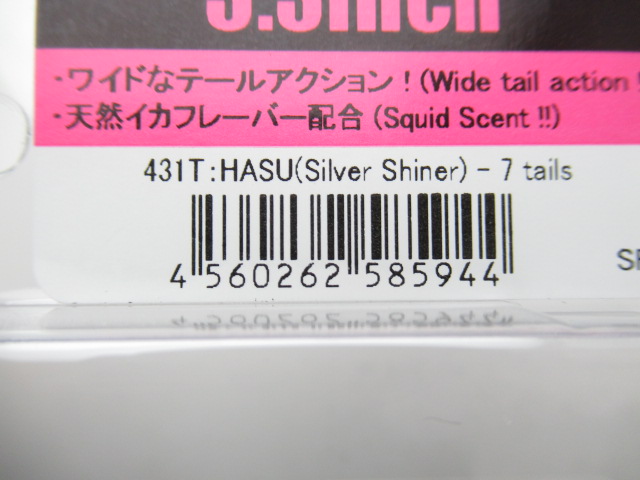 ・ワイドなテールアクション！(Wide tail action
・天然イカフレーバー配合 (Squid Scent !!)
431T:HASU(Silver Shiner) - 7 tails
4 560262 585944